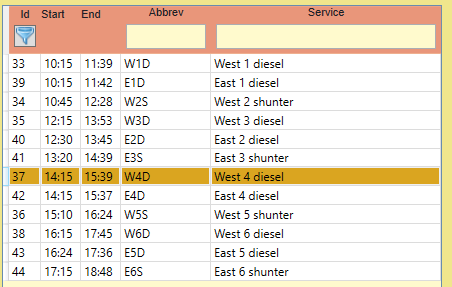 Id Start End Abbrev Service
33 10:15 11:39 W1D West 1 diesel
39 10:15 11:42 E1D East 1 diesel
34 10:45 12:28 W2S West 2 shunter
35 12:15 13:53 W3D West 3 diesel
40 12:30 13:45 E2D East 2 diesel
41 13:20 14:39 E3S East 3 shunter
37 14:15 15:39 W4D West 4 diesel
42 14:15 15:37 E4D East 4 diesel
36 15:10 16:24 W5S West 5 shunter
38 16:15 17:45 W6D West 6 diesel
43 16:24 17:36 E5D East 5 diesel
44 17:15 18:48 E6S East 6 shunter